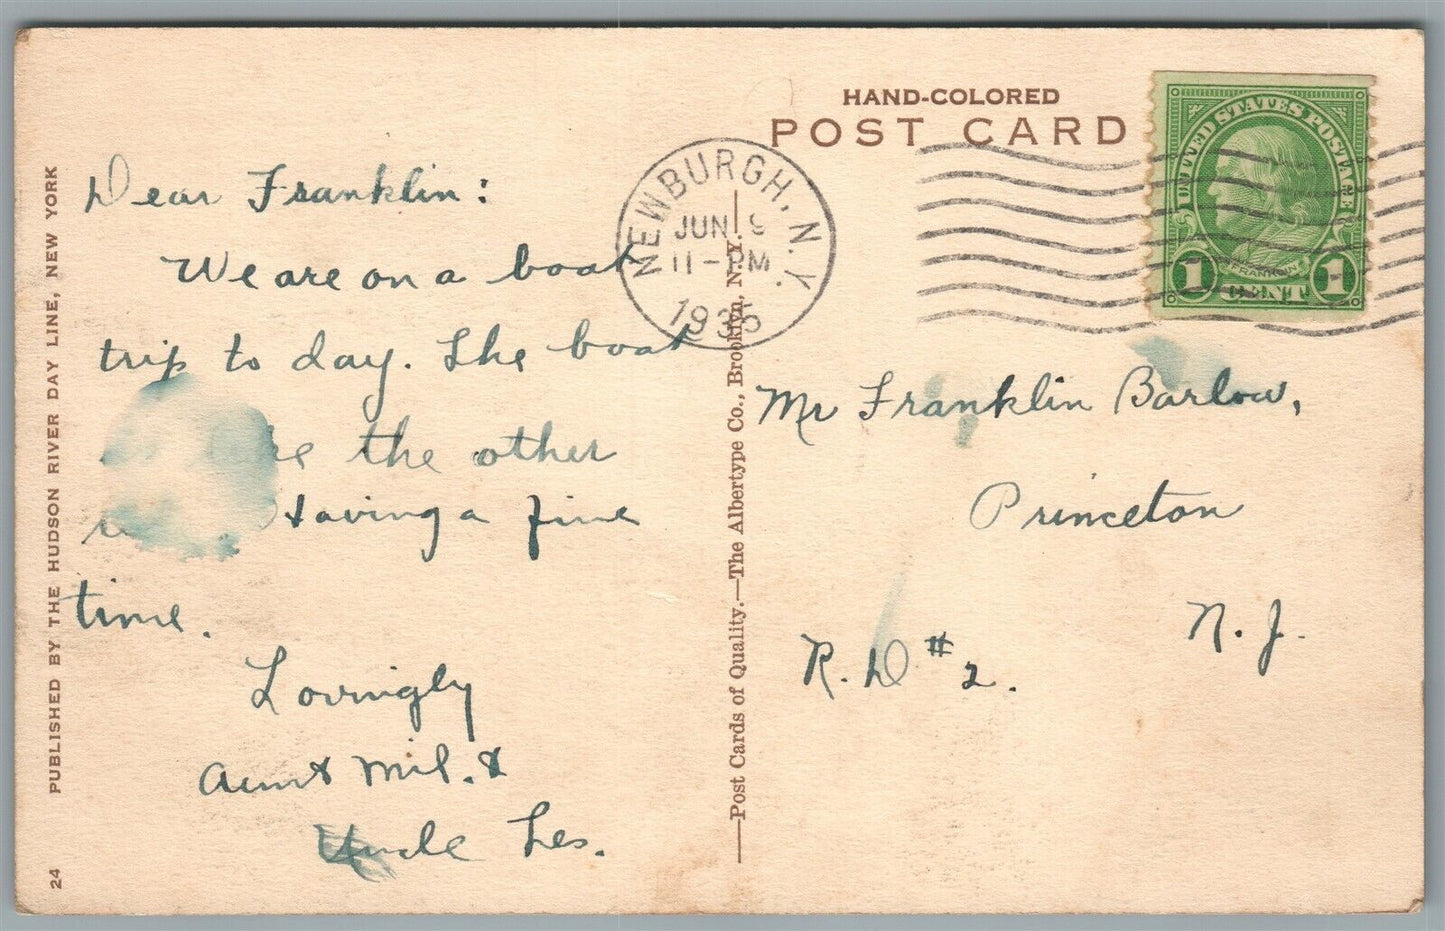 HAND-COLORED
POST CARD
UNITED STATES POSTAGE
FRANKLIN
1 CENT 1
NEWBURGH, N.Y.
JUN 9
11-PM
1935
Dear Franklin:
We are on a boat
trip to day. The boat
the other
Having a fine
time.
Lovingly
Aunt Mil. &
Uncle Les.
Mr Franklin Barlow,
Princeton
N. J.
R. D #2.
24 PUBLISHED BY THE HUDSON RIVER DAY LINE, NEW YORK
—Post Cards of Quality.—The Albertype Co., Brooklyn, N.Y.